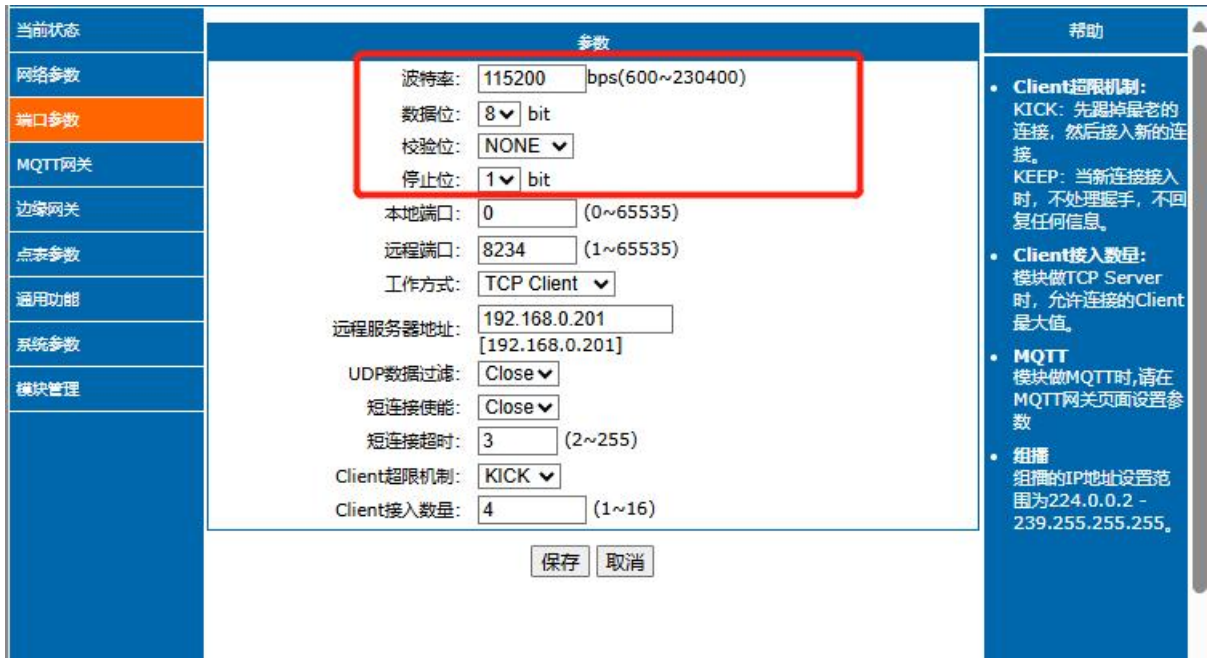 当前状态
网络参数
端口参数
MQTT网关
边缘网关
点表参数
通用功能
系统参数
模块管理
参数
波特率: 115200 bps(600~230400)
数据位: 8 bit
校验位: NONE
停止位: 1 bit
本地端口: 0 (0~65535)
远程端口: 8234 (1~65535)
工作方式: TCP Client
远程服务器地址: 192.168.0.201
[192.168.0.201]
UDP数据过滤: Close
短连接使能: Close
短连接超时: 3 (2~255)
Client超限机制: KICK
Client接入数量: 4 (1~16)
保存 取消
帮助
• Client超限机制:
KICK: 先踢掉最老的
连接，然后接入新的连
接。
KEEP: 当新连接接入
时，不处理握手，不回
复任何信息。
• Client接入数量:
模块做TCP Server
时，允许连接的Client
最大值。
• MQTT
模块做MQTT时,请在
MQTT网关页面设置参
数
• 组播
组播的IP地址设置范
围为224.0.0.2 -
239.255.255.255。